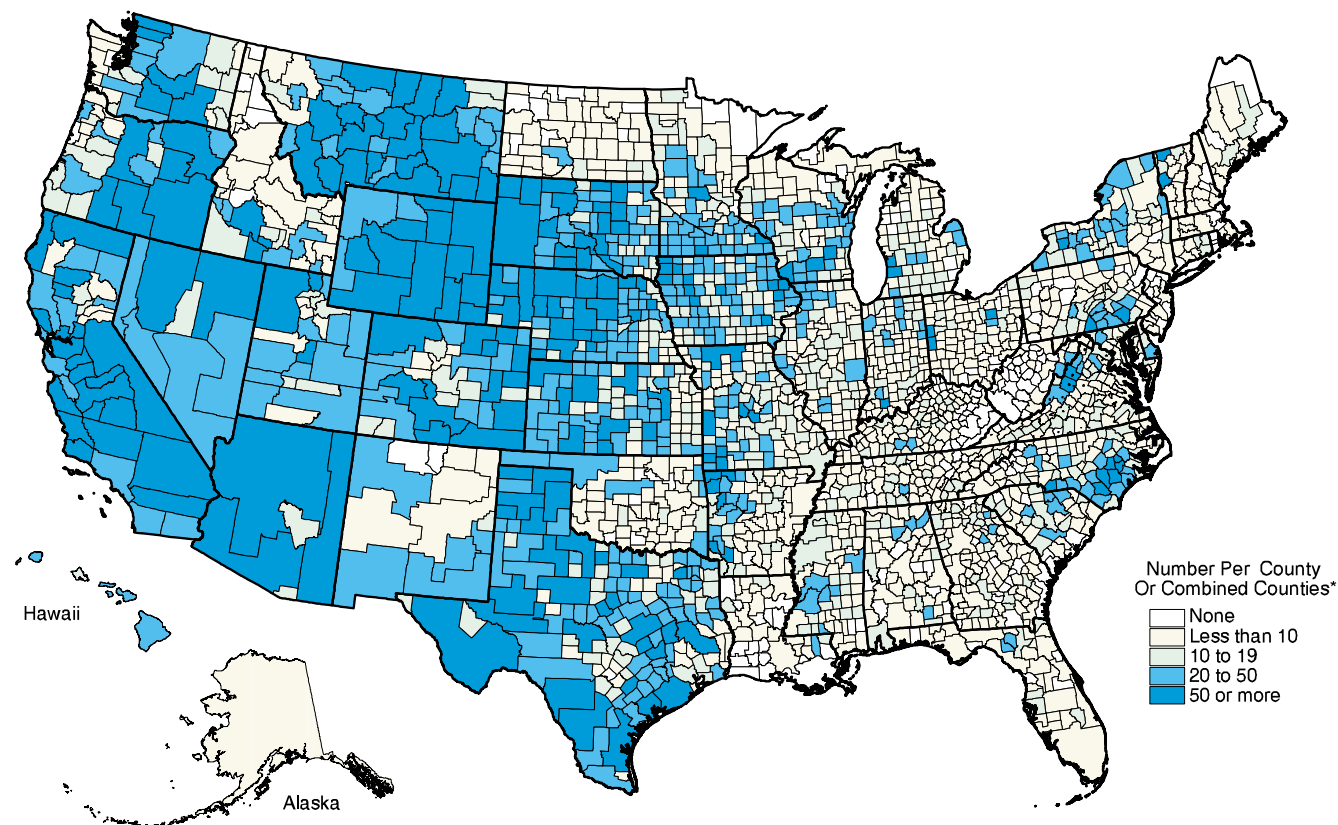 Hawaii
Alaska
Number Per County
Or Combined Counties*
None
Less than 10
10 to 19
20 to 50
50 or more